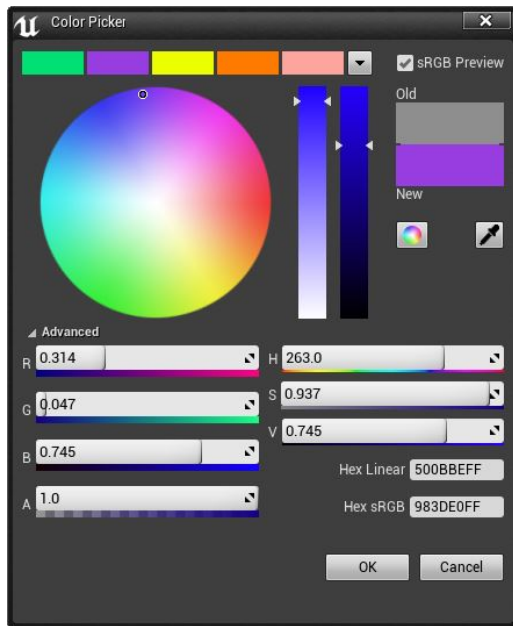 Color Picker
sRGB Preview
Old
New
Advanced
R 0.314
G 0.047
B 0.745
A 1.0
H 263.0
S 0.937
V 0.745
Hex Linear 500BBEFF
Hex sRGB 983DE0FF
OK Cancel